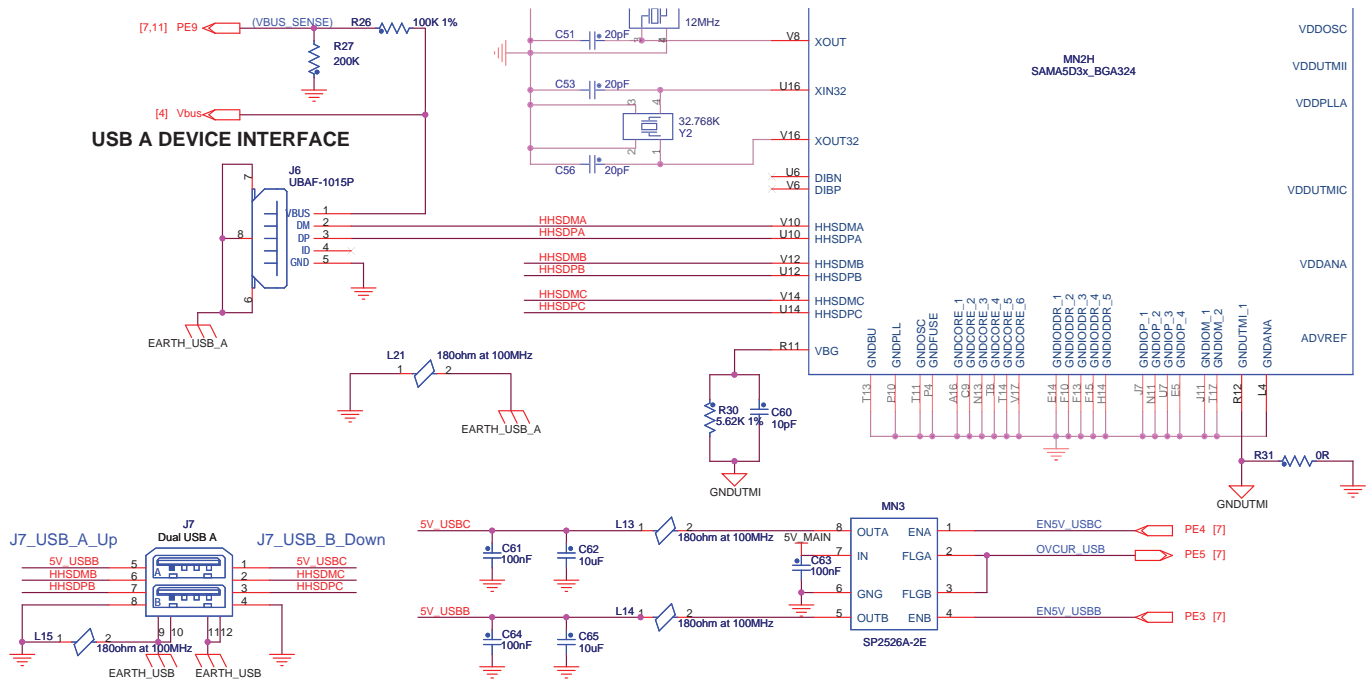 [7,11] PE9
(VBUS_SENSE)
R26
100K 1%
R27
200K
[4] Vbus
USB A DEVICE INTERFACE
J6
UBAF-1015P
7
8
6
VBUS 1
DM 2
DP 3
ID 4
GND 5
EARTH_USB_A
12MHz
3 4
C51 20pF
C53 20pF
3 4
32.768K
Y2
2 1
C56 20pF
V8 XOUT
U16 XIN32
V16 XOUT32
U6 DIBN
V6 DIBP
HHSDMA V10 HHSDMA
HHSDPA U10 HHSDPA
HHSDMB V12 HHSDMB
HHSDPB U12 HHSDPB
HHSDMC V14 HHSDMC
HHSDPC U14 HHSDPC
R11 VBG
MN2H
SAMA5D3x_BGA324
VDDOSC
VDDUTMII
VDDPLLA
VDDUTMIC
VDDANA
ADVREF
GNDBU
GNDPLL
GNDOSC
GNDFUSE
GNDCORE_1
GNDCORE_2
GNDCORE_3
GNDCORE_4
GNDCORE_5
GNDCORE_6
GNDIODDR_1
GNDIODDR_2
GNDIODDR_3
GNDIODDR_4
GNDIODDR_5
GNDIOP_1
GNDIOP_2
GNDIOP_3
GNDIOP_4
GNDIOM_1
GNDIOM_2
GNDUTMI_1
GNDANA
T13
P10
T11
P4
A16
C9
N13
T8
T14
V17
E14
F10
F13
F15
H14
J7
N11
U7
E5
J11
T17
R12
L4
L21 180ohm at 100MHz
1 2
EARTH_USB_A
R30
5.62K 1%
C60
10pF
GNDUTMI
R31 0R
GNDUTMI
J7
Dual USB A
J7_USB_A_Up
J7_USB_B_Down
5V_USBB 5
HHSDMB 6
HHSDPB 7
8
A
B
1 5V_USBC
2 HHSDMC
3 HHSDPC
4
9 10 11 12
L15 1 2
180ohm at 100MHz
EARTH_USB
EARTH_USB
5V_USBC
L13 1 2
180ohm at 100MHz
C61
100nF
C62
10uF
5V_MAIN
C63
100nF
5V_USBB
L14 1 2
180ohm at 100MHz
C64
100nF
C65
10uF
MN3
8 OUTA ENA 1
7 IN FLGA 2
6 GNG FLGB 3
5 OUTB ENB 4
SP2526A-2E
EN5V_USBC PE4 [7]
OVCUR_USB PE5 [7]
EN5V_USBB PE3 [7]